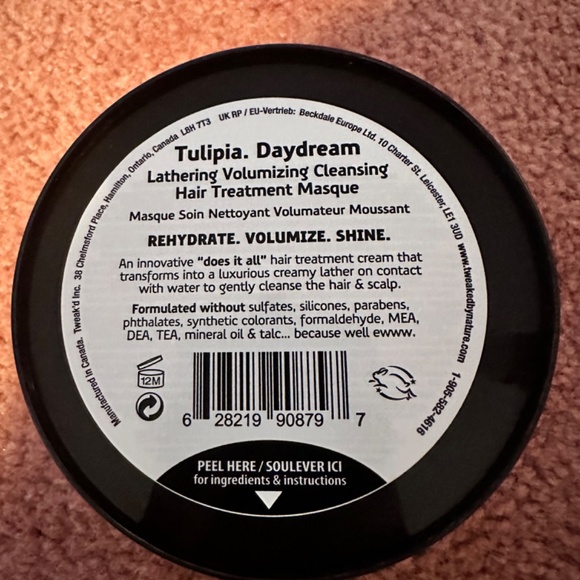 Manufactured in Canada. Tweak'd Inc. 38 Chelmsford Place, Hamilton, Ontario, Canada L8H 7T3 UK RP / EU-Vertrieb: Beckdale Europe Ltd. 10 Charter St. Leicester, LE1 3UD www.tweakedbynature.com 1-905-582-4616
Tulipia. Daydream
Lathering Volumizing Cleansing
Hair Treatment Masque
Masque Soin Nettoyant Volumateur Moussant
REHYDRATE. VOLUMIZE. SHINE.
An innovative "does it all" hair treatment cream that
transforms into a luxurious creamy lather on contact
with water to gently cleanse the hair & scalp.
Formulated without sulfates, silicones, parabens,
phthalates, synthetic colorants, formaldehyde, MEA,
DEA, TEA, mineral oil & talc... because well ewww.
12M
6 28219 90879 7
PEEL HERE / SOULEVER ICI
for ingredients & instructions